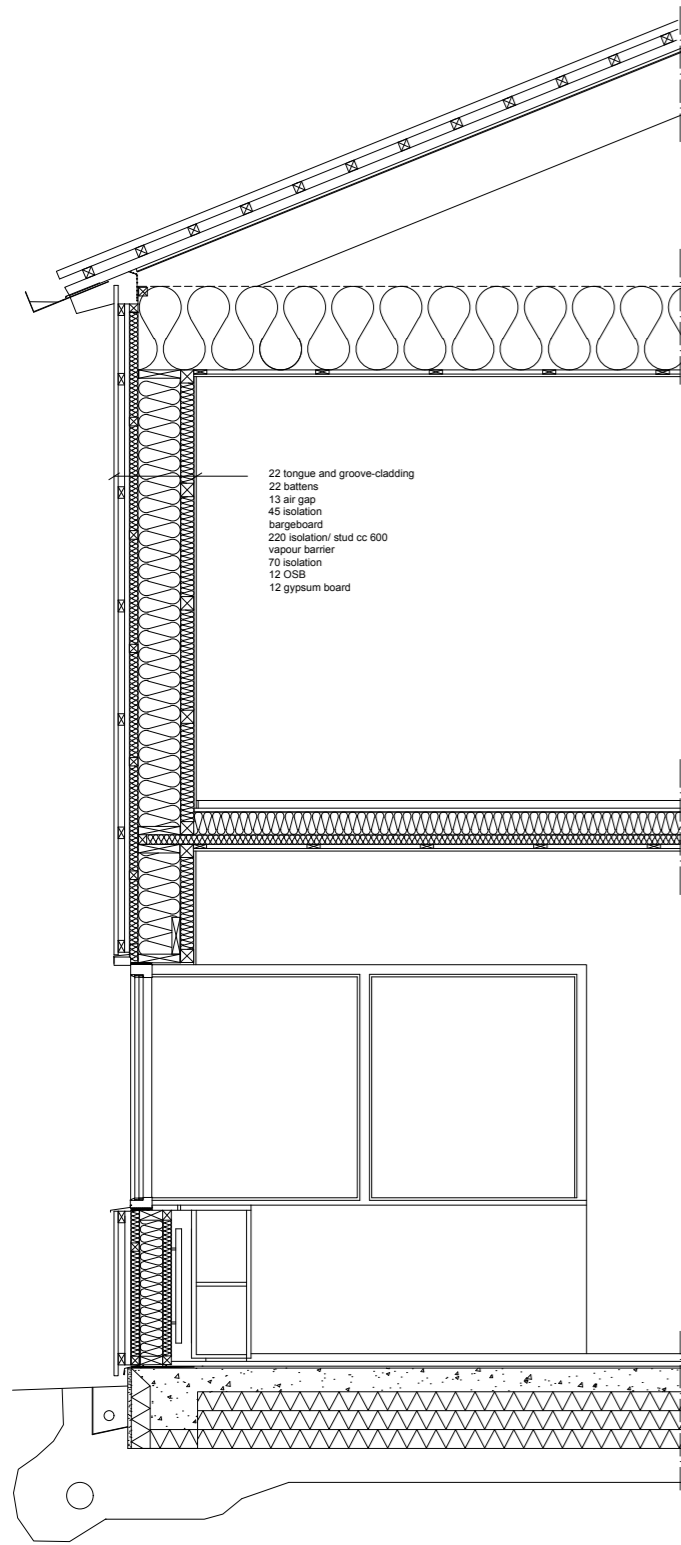 22 tongue and groove-cladding
22 battens
13 air gap
45 isolation
bargeboard
220 isolation/ stud cc 600
vapour barrier
70 isolation
12 OSB
12 gypsum board